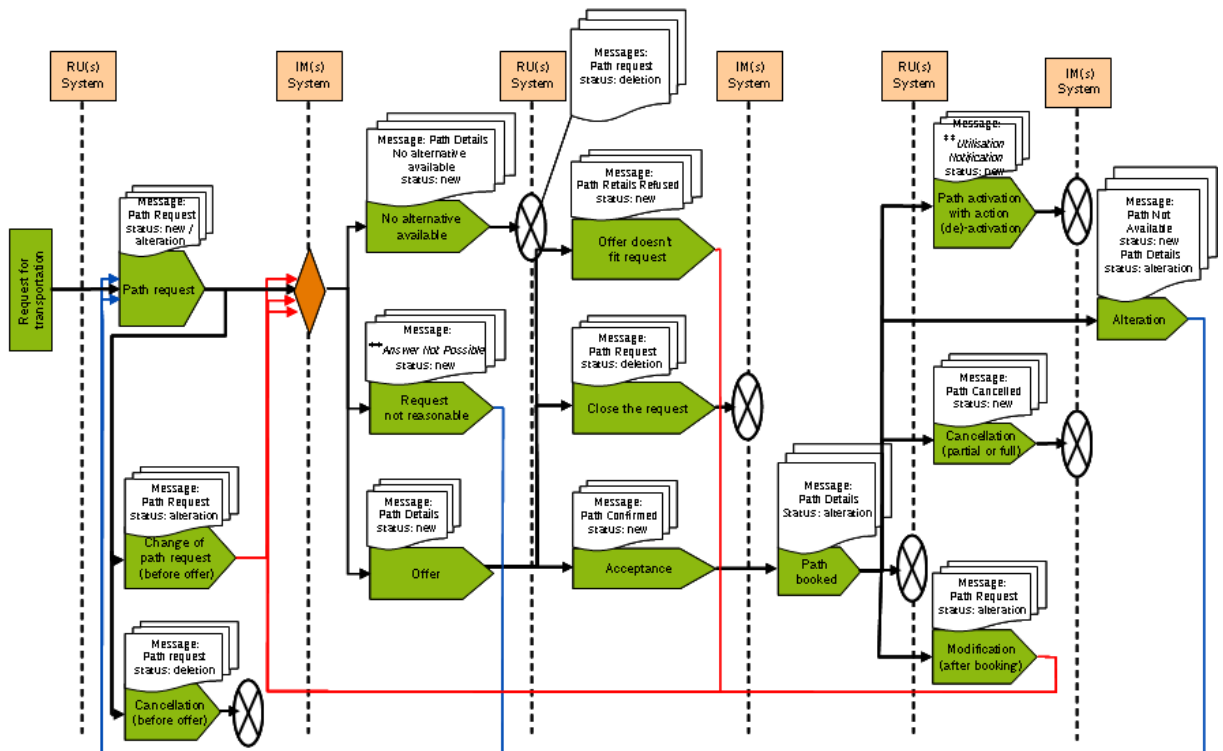 RU(s)
System
IM(s)
System
RU(s)
System
IM(s)
System
RU(s)
System
IM(s)
System
Messages:
Path request
status: deletion
Request for
transportation
Message:
Path Request
status: new /
alteration
Path request
Message: Path Details
No alternative
available
status: new
No alternative
available
Message:
**Answer Not Possible
status: new
Request
not reasonable
Message:
Path Details
status: new
Offer
Message:
Path Request
status: alteration
Change of
path request
(before offer)
Message:
Path request
status: deletion
Cancellation
(before offer)
Message:
Path Retails Refused
status: new
Offer doesn't
fit request
Message:
Path Request
status: deletion
Close the request
Message:
Path Confirmed
status: new
Acceptance
Message:
Path Details
Status: alteration
Path
booked
Message:
**Utilisation
Notification
status: new
Path activation
with action
(de)-activation
Message:
Path Not
Available
status: new
Path Details
status: alteration
Alteration
Message:
Path Cancelled
status: new
Cancellation
(partial or full)
Message:
Path Request
status: alteration
Modification
(after booking)